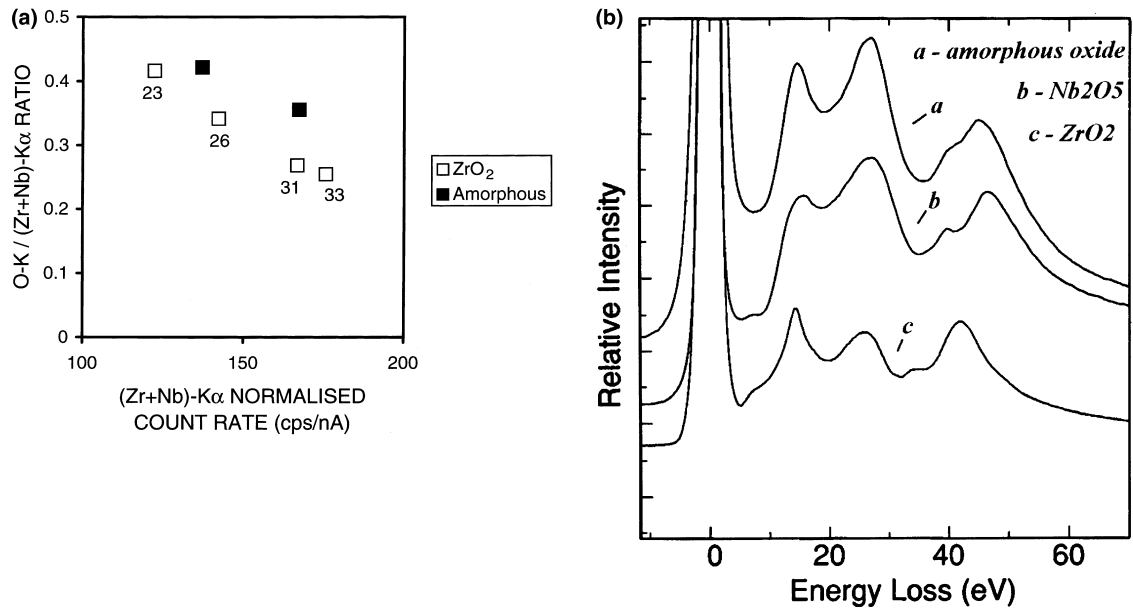 (a)
0.5
0.4
0.3
0.2
0.1
0
O-K / (Zr+Nb)-Kα RATIO
23
26
31
33
100
150
200
(Zr+Nb)-Kα NORMALISED
COUNT RATE (cps/nA)
ZrO2
Amorphous
(b)
a - amorphous oxide
b - Nb2O5
c - ZrO2
a
b
c
Relative Intensity
0
20
40
60
Energy Loss (eV)